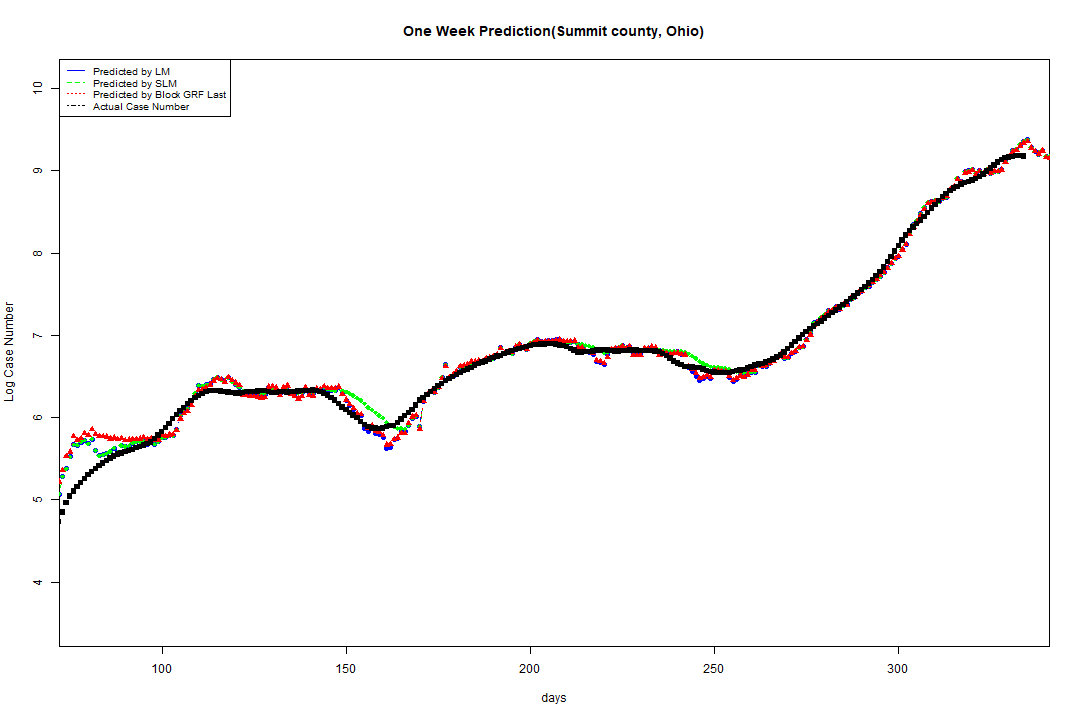 One Week Prediction(Summit county, Ohio)
Predicted by LM
Predicted by SLM
Predicted by Block GRF Last
Actual Case Number
10
9
8
7
6
5
4
Log Case Number
100 150 200 250 300
days